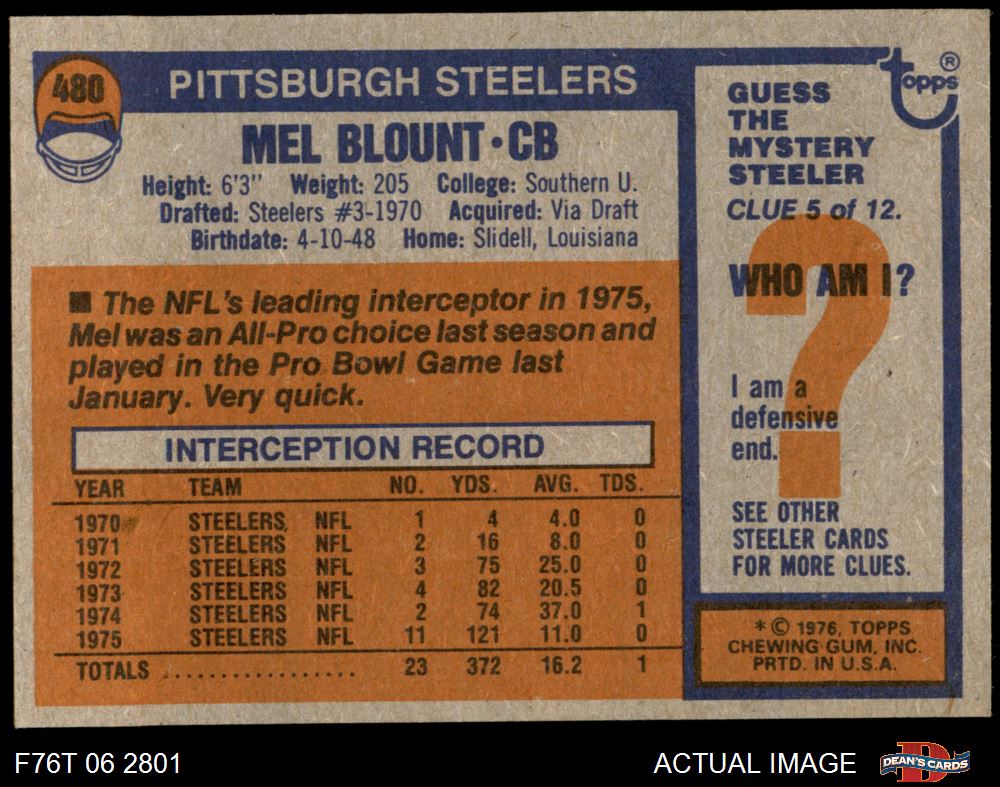 480
PITTSBURGH STEELERS
MEL BLOUNT • CB
Height: 6'3" Weight: 205 College: Southern U.
Drafted: Steelers #3-1970 Acquired: Via Draft
Birthdate: 4-10-48 Home: Slidell, Louisiana
■ The NFL's leading interceptor in 1975,
Mel was an All-Pro choice last season and
played in the Pro Bowl Game last
January. Very quick.
INTERCEPTION RECORD
YEAR TEAM NO. YDS. AVG. TDS.
1970 STEELERS NFL 1 4 4.0 0
1971 STEELERS NFL 2 16 8.0 0
1972 STEELERS NFL 3 75 25.0 0
1973 STEELERS NFL 4 82 20.5 0
1974 STEELERS NFL 2 74 37.0 1
1975 STEELERS NFL 11 121 11.0 0
TOTALS ................. 23 372 16.2 1
topps ®
GUESS
THE
MYSTERY
STEELER
CLUE 5 of 12.
?
WHO AM I?
I am a
defensive
end.
SEE OTHER
STEELER CARDS
FOR MORE CLUES.
* © 1976, TOPPS
CHEWING GUM, INC.
PRTD. IN U.S.A.
F76T 06 2801
ACTUAL IMAGE
D
DEAN'S CARDS